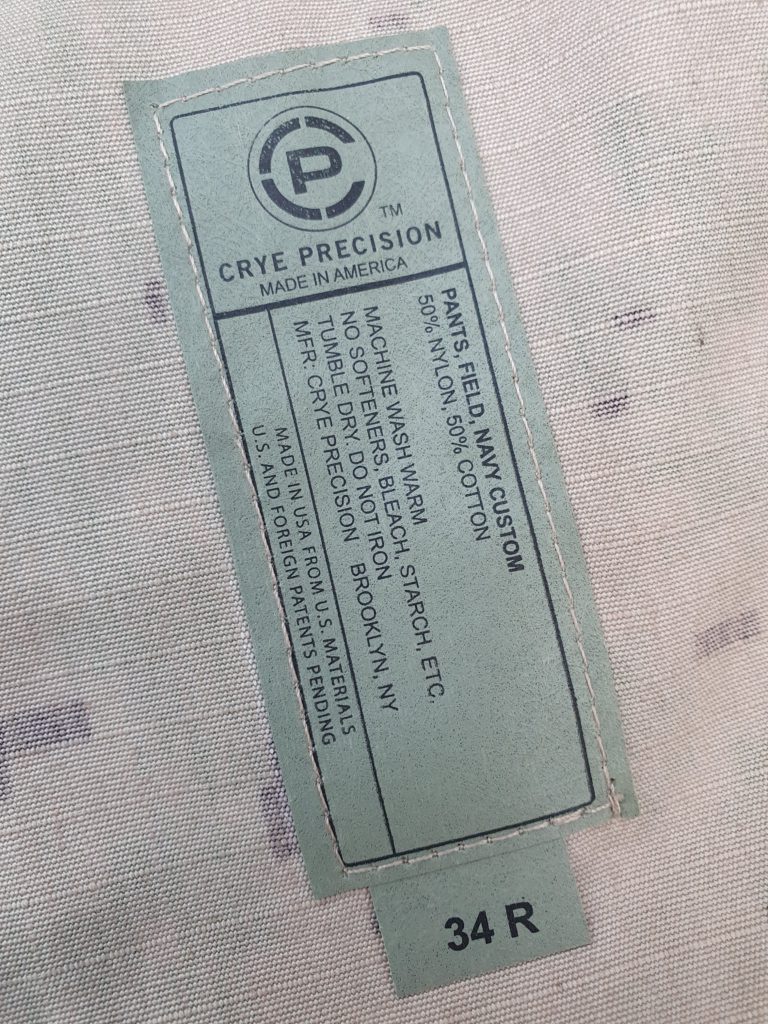 CP
TM
CRYE PRECISION
MADE IN AMERICA
PANTS, FIELD, NAVY CUSTOM
50% NYLON, 50% COTTON
MACHINE WASH WARM
NO SOFTENERS, BLEACH, STARCH, ETC.
TUMBLE DRY. DO NOT IRON
MFR: CRYE PRECISION BROOKLYN, NY
MADE IN USA FROM U.S. MATERIALS
U.S. AND FOREIGN PATENTS PENDING
34 R